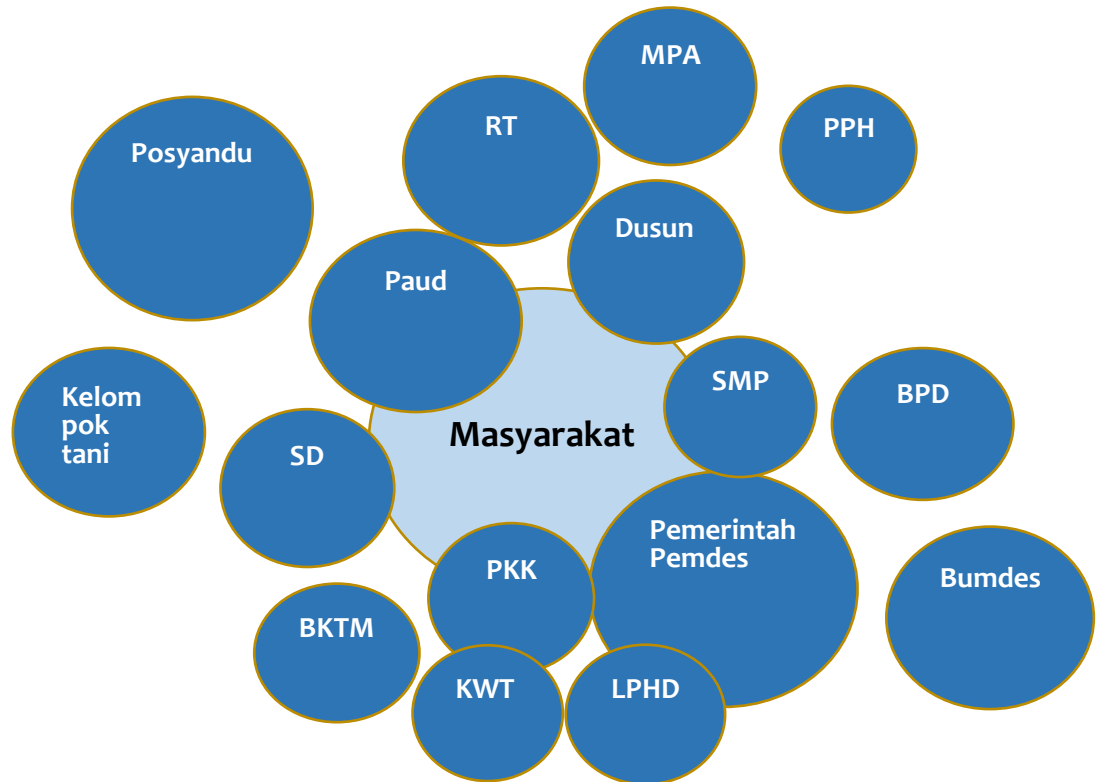 MPA
RT
PPH
Posyandu
Dusun
Paud
SMP
BPD
Kelom
pok
tani
Masyarakat
SD
Pemerintah
Pemdes
PKK
Bumdes
BKTM
KWT
LPHD